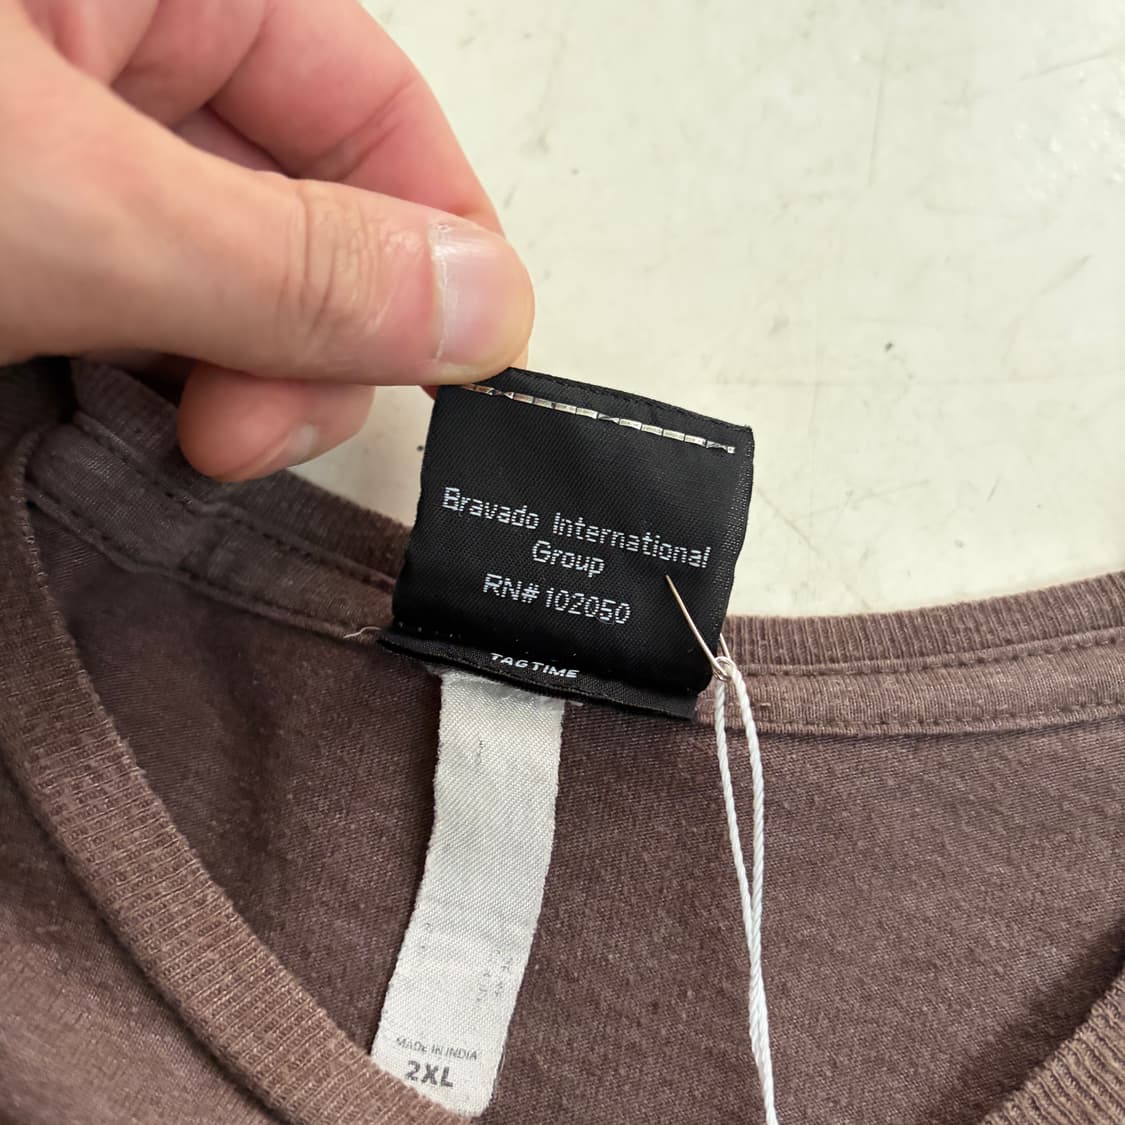 Bravado International
Group
RN# 102050
TAGTIME
MADE IN INDIA
2XL